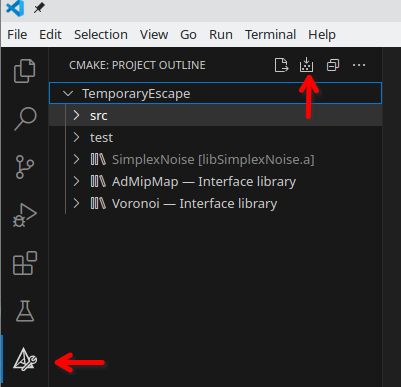 File Edit Selection View Go Run Terminal Help
CMAKE: PROJECT OUTLINE
TemporaryEscape
src
test
SimplexNoise [libSimplexNoise.a]
AdMipMap — Interface library
Voronoi — Interface library